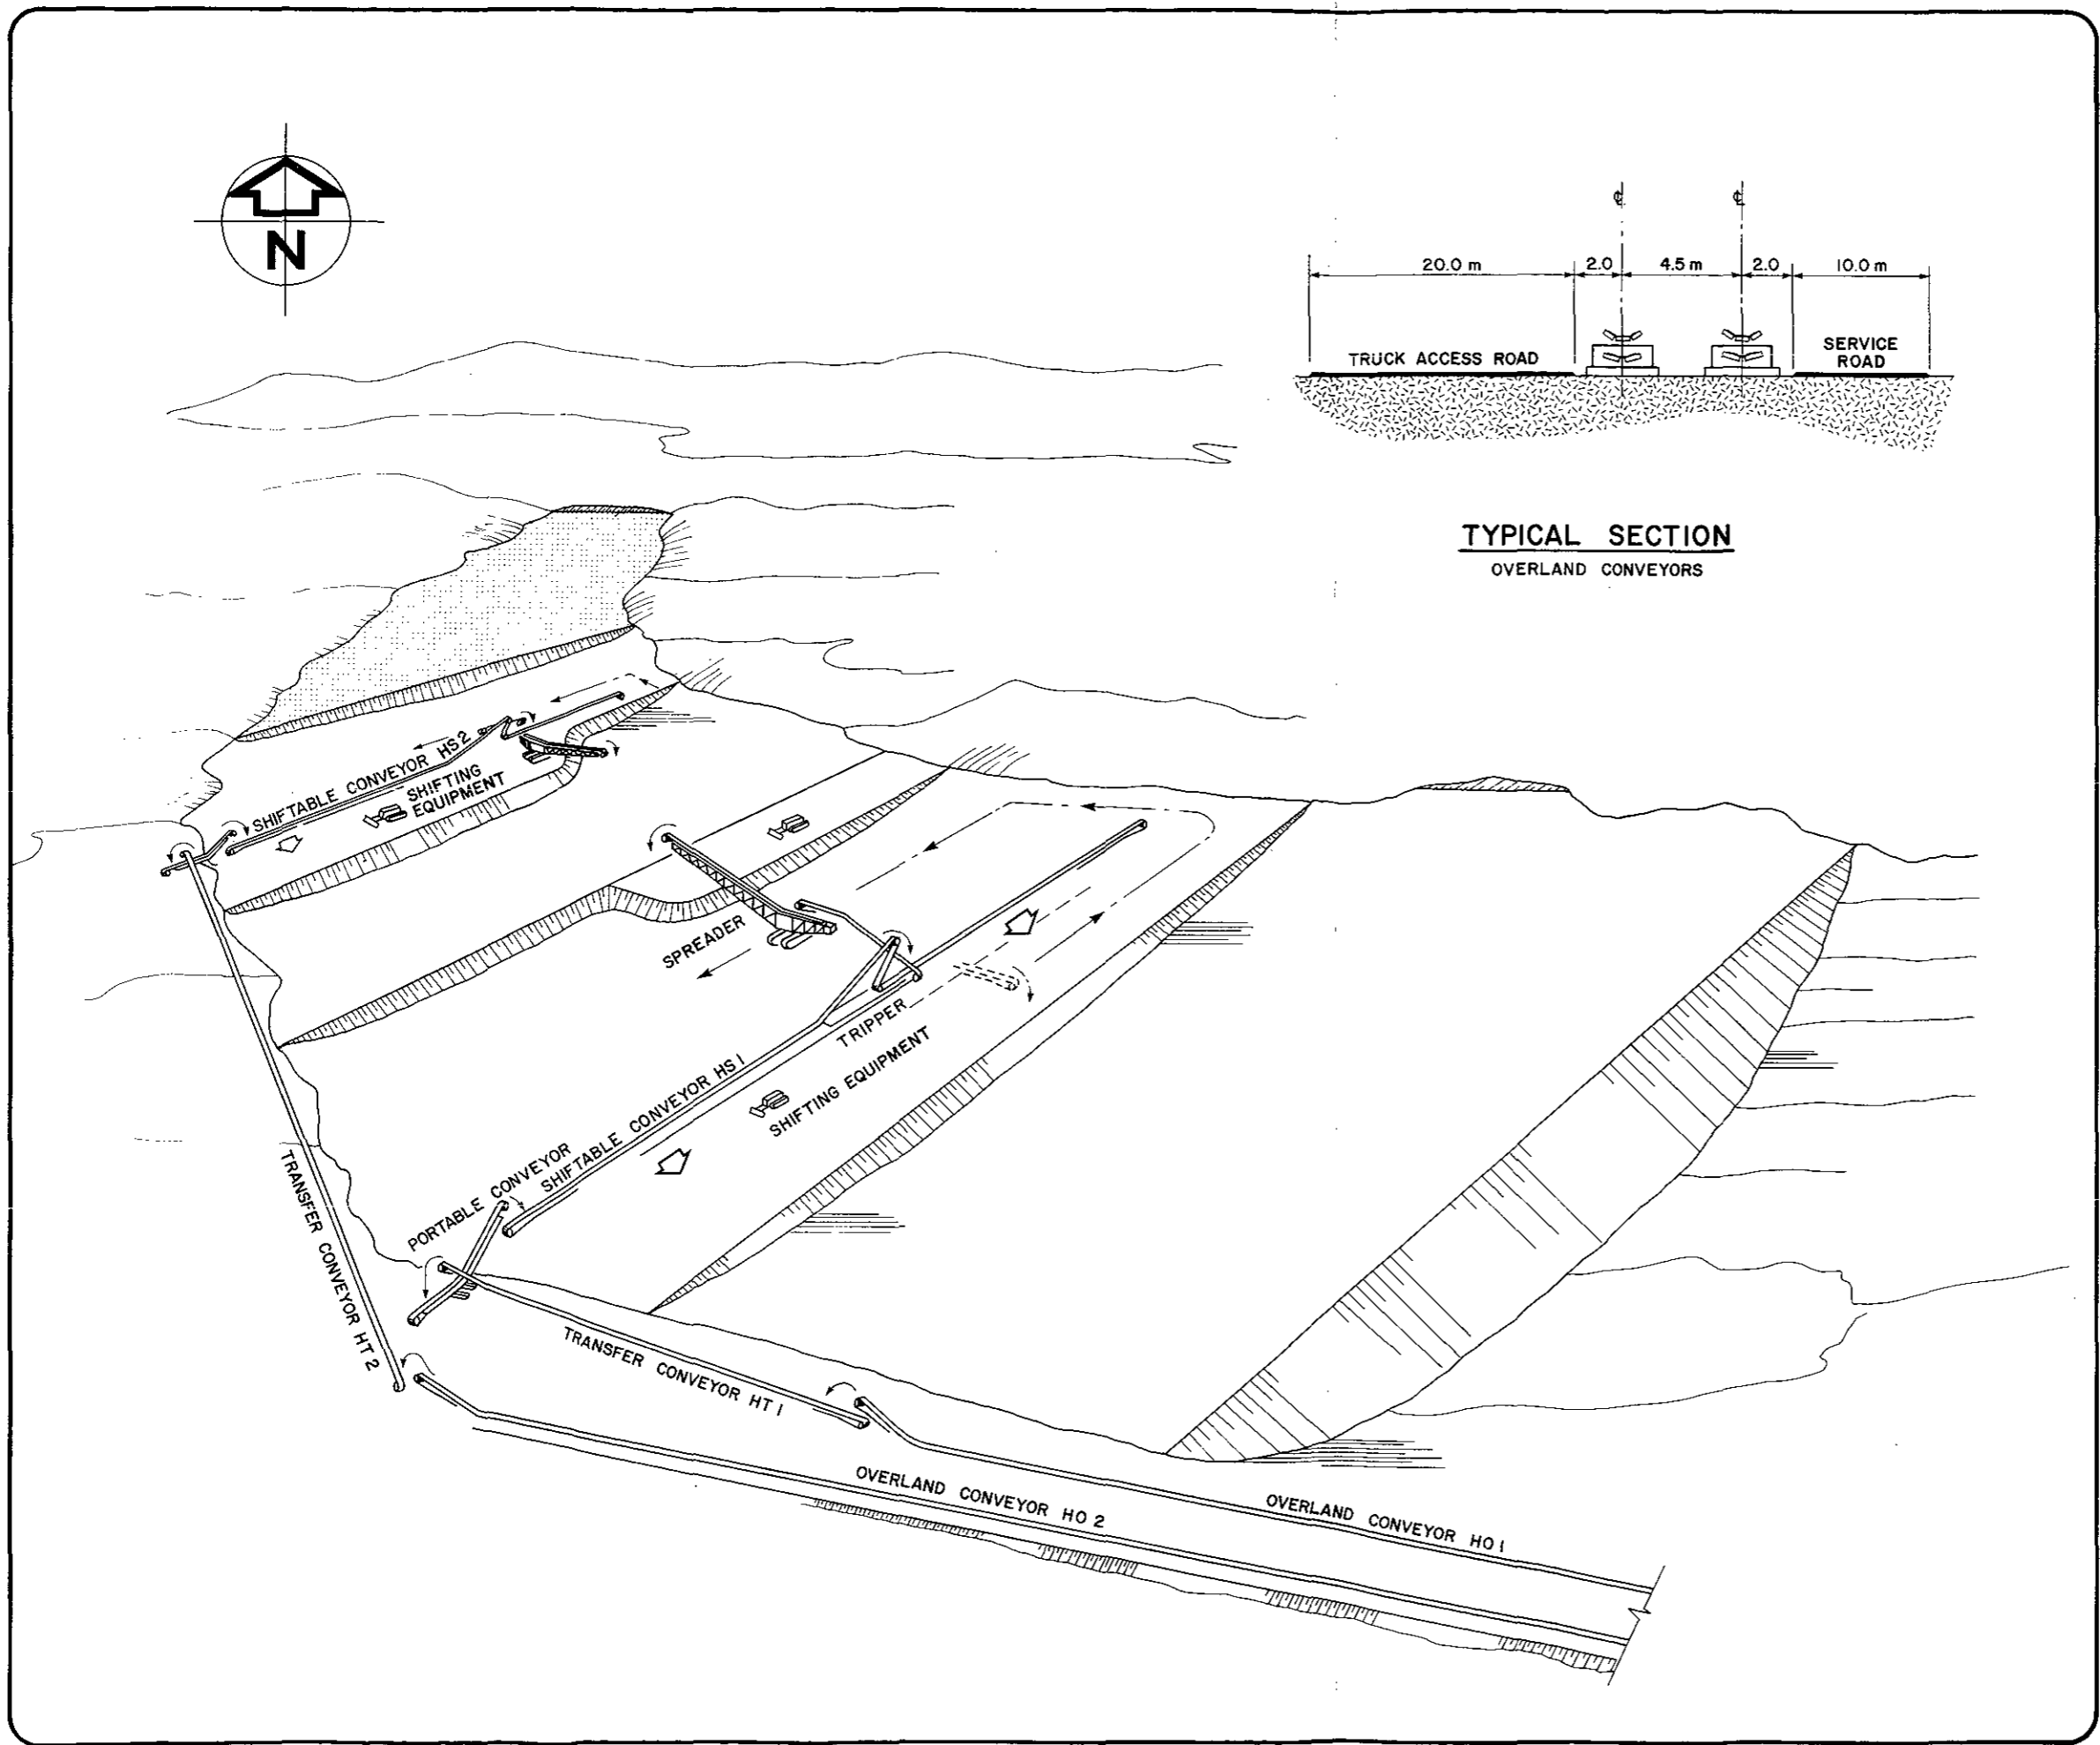 N
℄ ℄
20.0 m 2.0 4.5 m 2.0 10.0 m
TRUCK ACCESS ROAD
SERVICE
ROAD
TYPICAL SECTION
OVERLAND CONVEYORS
SHIFTABLE CONVEYOR HS2
SHIFTING
EQUIPMENT
SPREADER
TRIPPER
SHIFTING EQUIPMENT
SHIFTABLE CONVEYOR HS1
PORTABLE CONVEYOR
TRANSFER CONVEYOR HT2
TRANSFER CONVEYOR HT1
OVERLAND CONVEYOR HO2
OVERLAND CONVEYOR HO1